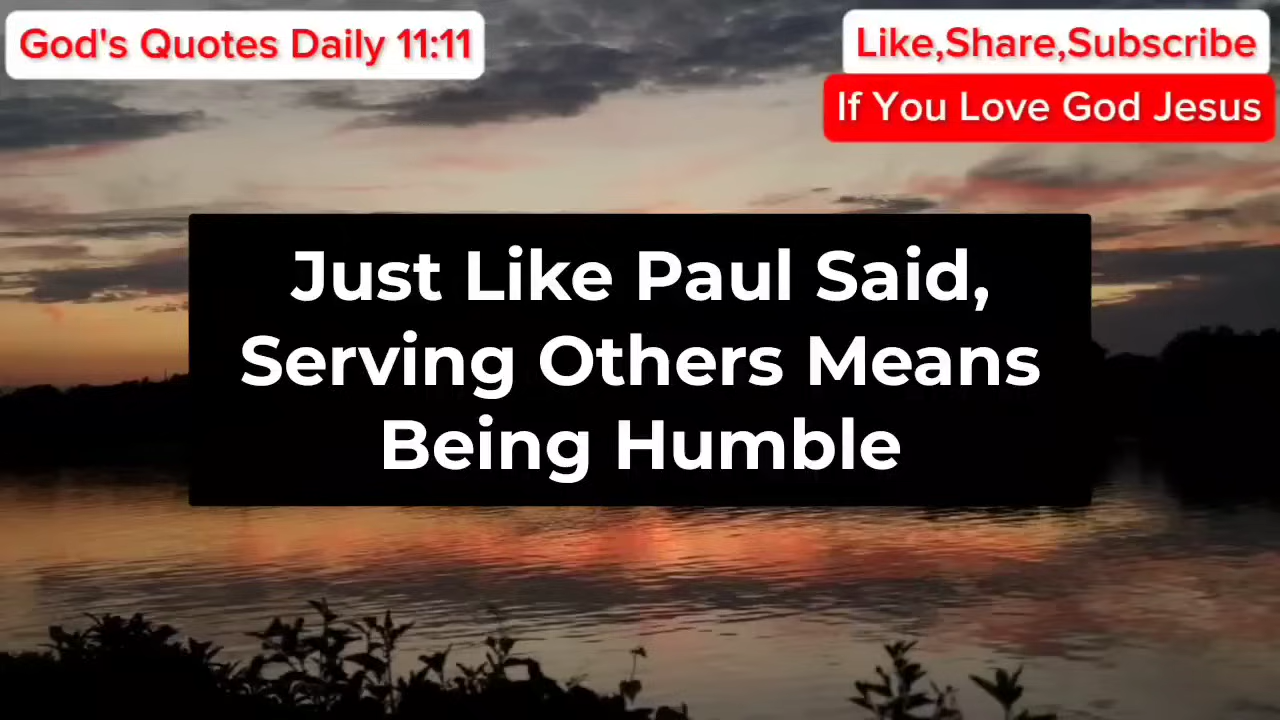 God's Quotes Daily 11:11
Like,Share,Subscribe
If You Love God Jesus
Just Like Paul Said,
Serving Others Means
Being Humble